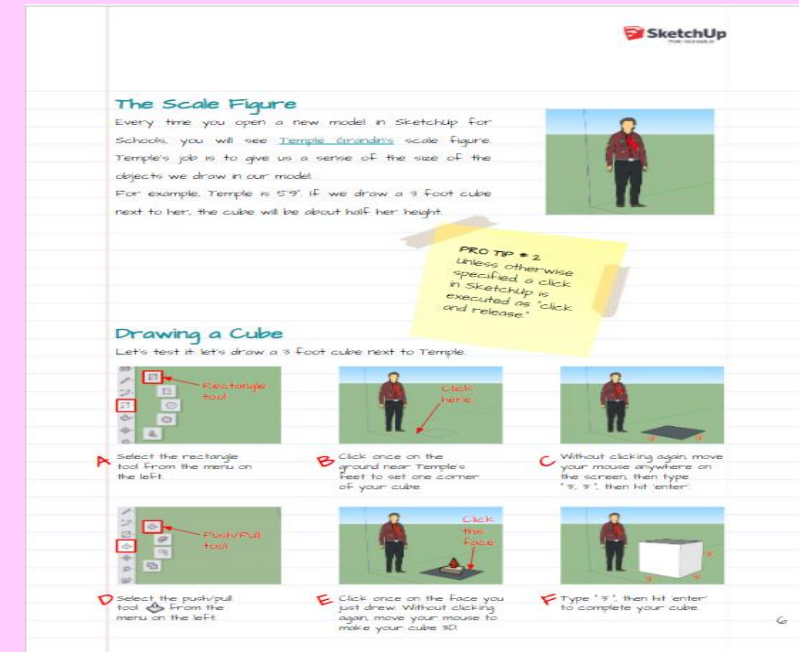 SketchUp
FOR SCHOOLS
The Scale Figure
Every time you open a new model in SketchUp for
Schools, you will see Temple Grandin's scale figure.
Temple's job is to give us a sense of the size of the
objects we draw in our model.
For example, Temple is 5'9". If we draw a 3 foot cube
next to her, the cube will be about half her height.
PRO TIP # 2
Unless otherwise
specified, a click
in SketchUp is
executed as "click
and release."
Drawing a Cube
Let's test it: let's draw a 3 foot cube next to Temple.
Rectangle
tool
Click
here
3' 3'
A Select the rectangle
tool from the menu on
the left.
B Click once on the
ground near Temple's
feet to set one corner
of your cube.
C Without clicking again, move
your mouse anywhere on
the screen, then type
"3', 3'", then hit 'enter'.
Push/Pull
tool
Click
this
face
3'
3' 3'
D Select the push/pull
tool from the
menu on the left.
E Click once on the face you
just drew. Without clicking
again, move your mouse to
make your cube 3D.
F Type "3'", then hit 'enter'
to complete your cube.
6